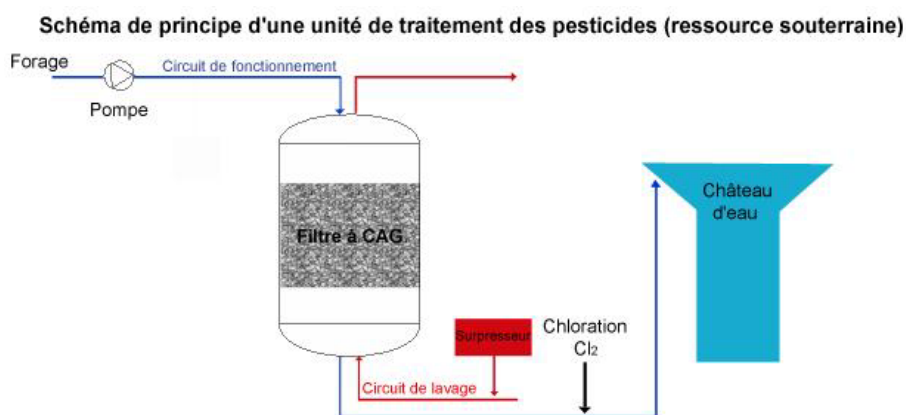 Schéma de principe d'une unité de traitement des pesticides (ressource souterraine)
Forage
Circuit de fonctionnement
Pompe
Château
d'eau
Filtre à CAG
Surpresseur
Chloration
Cl2
Circuit de lavage